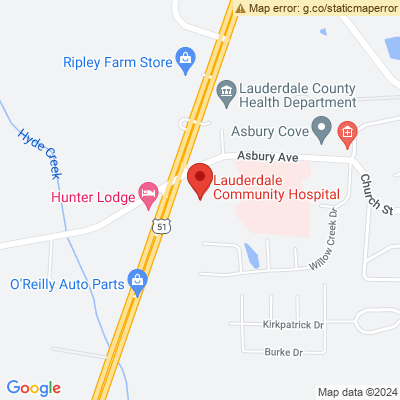 Map error: g.co/staticmaperror
Ripley Farm Store
Lauderdale County
Health Department
Hyde Creek
Asbury Cove
Asbury Ave
Lauderdale
Community Hospital
Hunter Lodge
Church St
51
Willow Creek Dr
O'Reilly Auto Parts
Kirkpatrick Dr
Burke Dr
Google
Map data ©2024